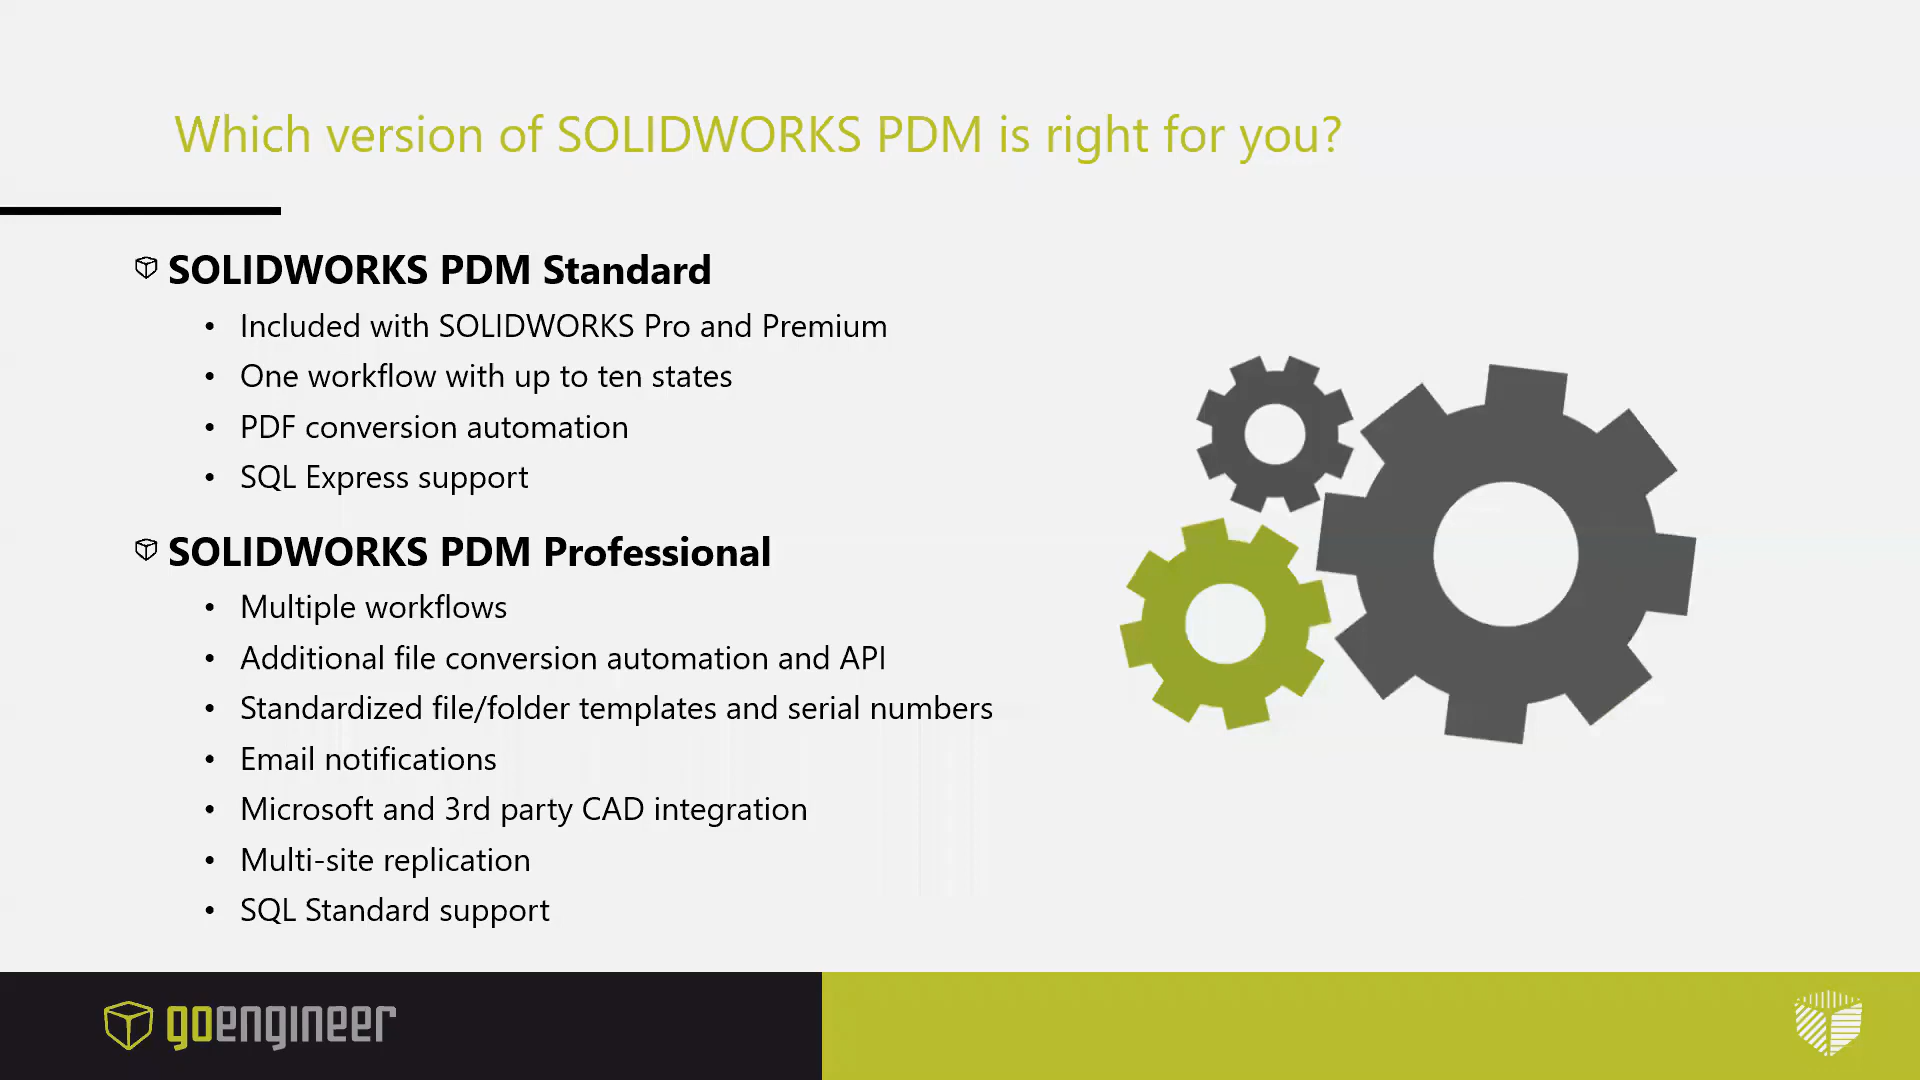 Which version of SOLIDWORKS PDM is right for you?
SOLIDWORKS PDM Standard
• Included with SOLIDWORKS Pro and Premium
• One workflow with up to ten states
• PDF conversion automation
• SQL Express support
SOLIDWORKS PDM Professional
• Multiple workflows
• Additional file conversion automation and API
• Standardized file/folder templates and serial numbers
• Email notifications
• Microsoft and 3rd party CAD integration
• Multi-site replication
• SQL Standard support
goengineer